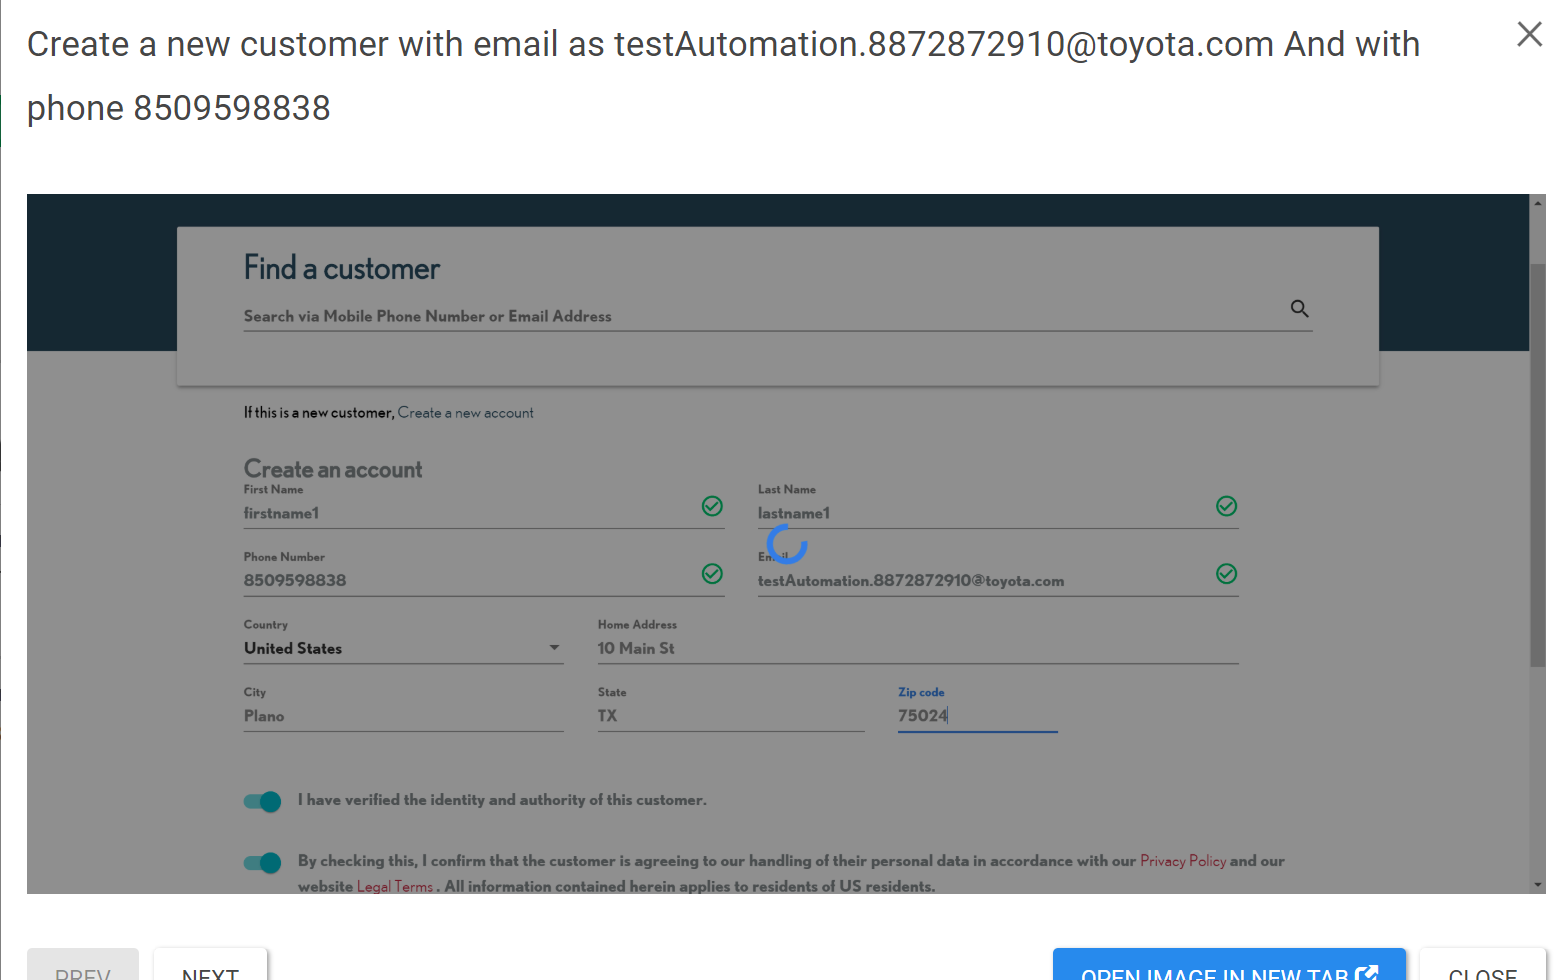 Create a new customer with email as testAutomation.8872872910@toyota.com And with
phone 8509598838
Find a customer
Search via Mobile Phone Number or Email Address
If this is a new customer, Create a new account
Create an account
First Name
Last Name
firstname1
lastname1
Phone Number
Email
8509598838
testAutomation.8872872910@toyota.com
Country
Home Address
United States
10 Main St
City
State
Zip code
Plano
TX
75024
I have verified the identity and authority of this customer.
By checking this, I confirm that the customer is agreeing to our handling of their personal data in accordance with our Privacy Policy and our
website Legal Terms . All information contained herein applies to residents of US residents.
PREV
NEXT
OPEN IMAGE IN NEW TAB
CLOSE